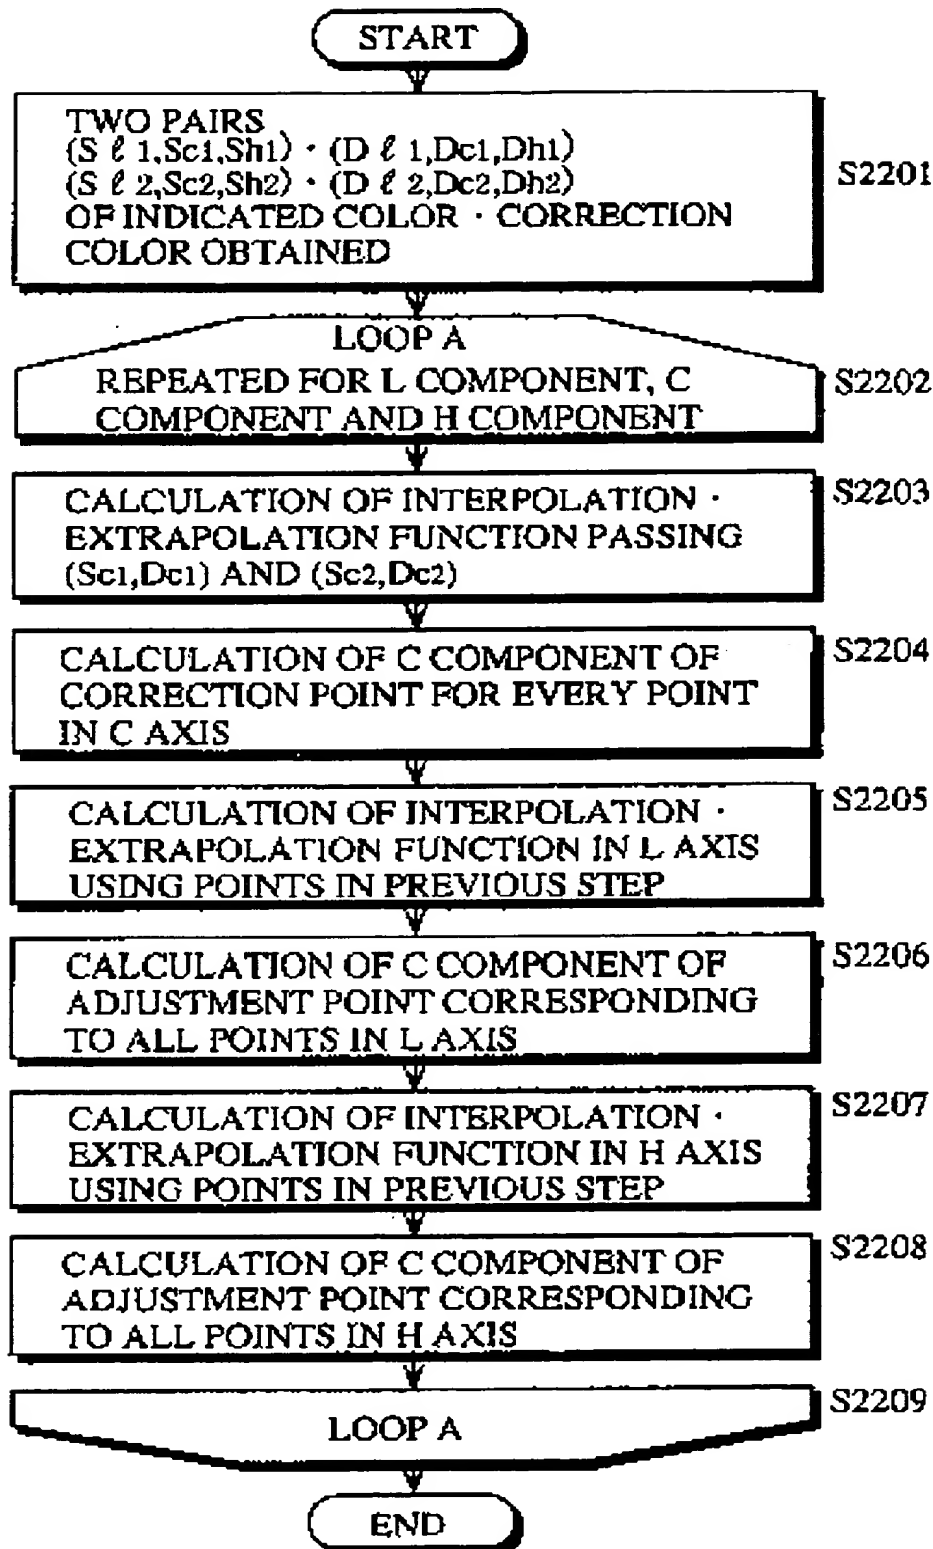 START
TWO PAIRS
(S ℓ 1,Sc1,Sh1) · (D ℓ 1,Dc1,Dh1)
(S ℓ 2,Sc2,Sh2) · (D ℓ 2,Dc2,Dh2)
OF INDICATED COLOR · CORRECTION
COLOR OBTAINED
S2201
LOOP A
REPEATED FOR L COMPONENT, C
COMPONENT AND H COMPONENT
S2202
CALCULATION OF INTERPOLATION ·
EXTRAPOLATION FUNCTION PASSING
(Sc1,Dc1) AND (Sc2,Dc2)
S2203
CALCULATION OF C COMPONENT OF
CORRECTION POINT FOR EVERY POINT
IN C AXIS
S2204
CALCULATION OF INTERPOLATION ·
EXTRAPOLATION FUNCTION IN L AXIS
USING POINTS IN PREVIOUS STEP
S2205
CALCULATION OF C COMPONENT OF
ADJUSTMENT POINT CORRESPONDING
TO ALL POINTS IN L AXIS
S2206
CALCULATION OF INTERPOLATION ·
EXTRAPOLATION FUNCTION IN H AXIS
USING POINTS IN PREVIOUS STEP
S2207
CALCULATION OF C COMPONENT OF
ADJUSTMENT POINT CORRESPONDING
TO ALL POINTS IN H AXIS
S2208
LOOP A
S2209
END